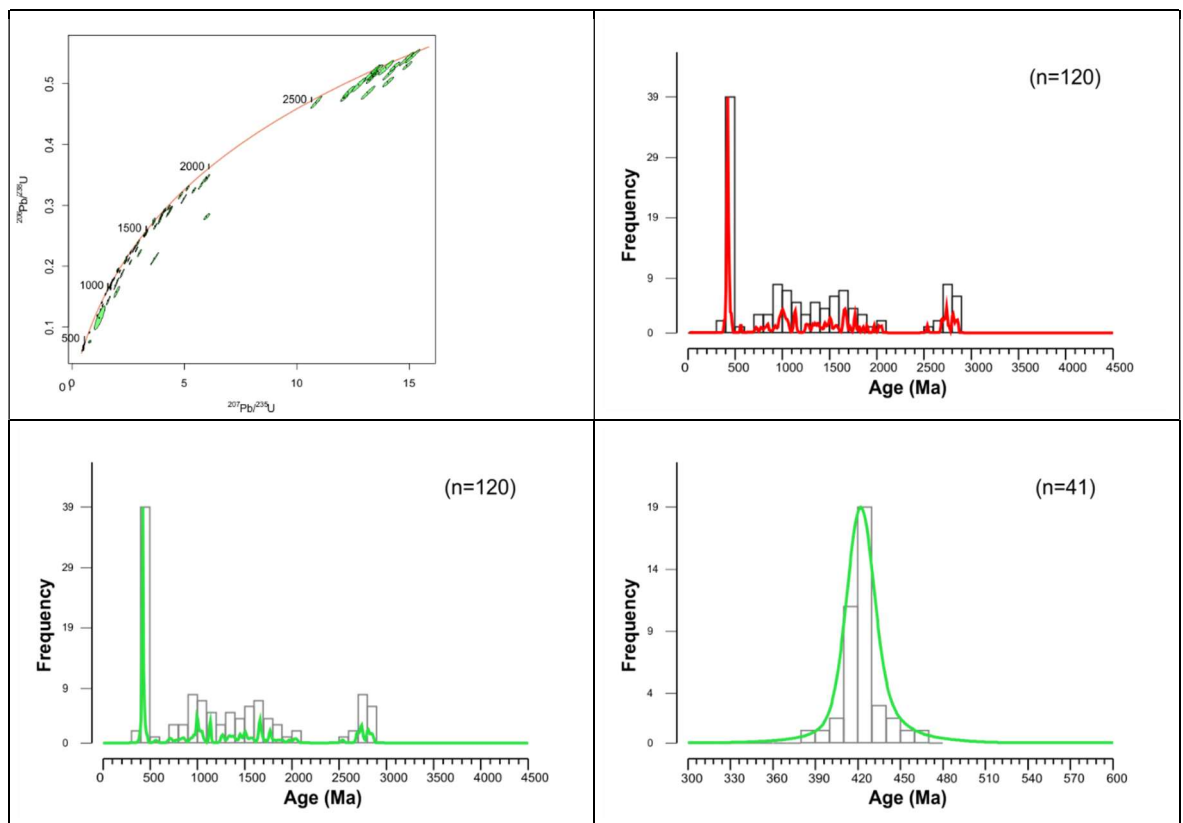 0.5
0.4
0.3
0.2
0.1
0
²⁰⁶Pb/²³⁸U
2500
2000
1500
1000
500
0 5 10 15
²⁰⁷Pb/²³⁵U
(n=120)
39
29
19
9
0
Frequency
0 500 1000 1500 2000 2500 3000 3500 4000 4500
Age (Ma)
(n=120)
39
29
19
9
0
Frequency
0 500 1000 1500 2000 2500 3000 3500 4000 4500
Age (Ma)
(n=41)
19
14
9
4
0
Frequency
300 330 360 390 420 450 480 510 540 570 600
Age (Ma)